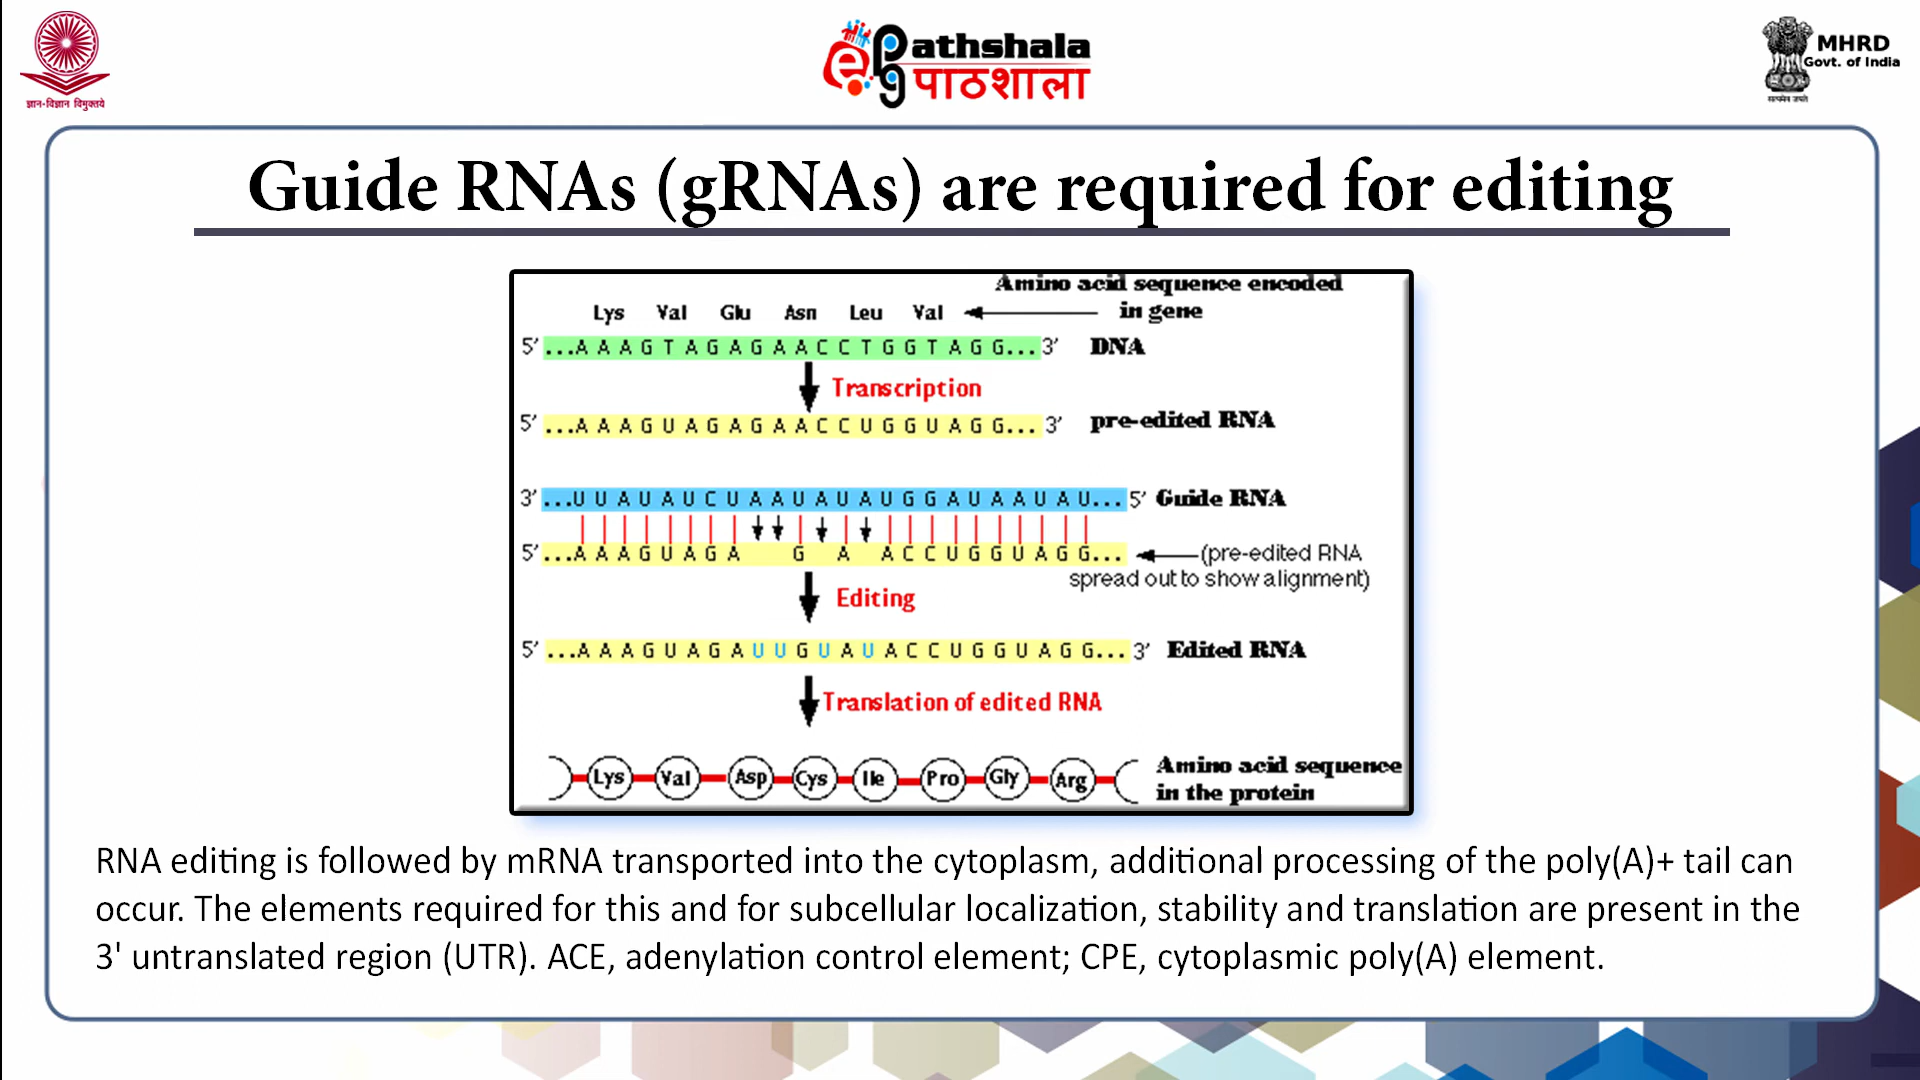 ज्ञान-विज्ञान विमुक्तये
ePg Pathshala
पाठशाला
MHRD
Govt. of India
सत्यमेव जयते
Guide RNAs (gRNAs) are required for editing
Amino acid sequence encoded
in gene
Lys Val Glu Asn Leu Val
5' ...A A A G T A G A G A A C C T G G T A G G... 3' DNA
Transcription
5' ...A A A G U A G A G A A C C U G G U A G G... 3' pre-edited RNA
3' ...U U A U A U C U A A U A U A U G G A U A A U A U... 5' Guide RNA
5' ...A A A G U A G A G A A C C U G G U A G G... (pre-edited RNA
spread out to show alignment)
Editing
5' ...A A A G U A G A U U G U A U A C C U G G U A G G... 3' Edited RNA
Translation of edited RNA
Lys Val Asp Cys Ile Pro Gly Arg
Amino acid sequence
in the protein
RNA editing is followed by mRNA transported into the cytoplasm, additional processing of the poly(A)+ tail can
occur. The elements required for this and for subcellular localization, stability and translation are present in the
3' untranslated region (UTR). ACE, adenylation control element; CPE, cytoplasmic poly(A) element.